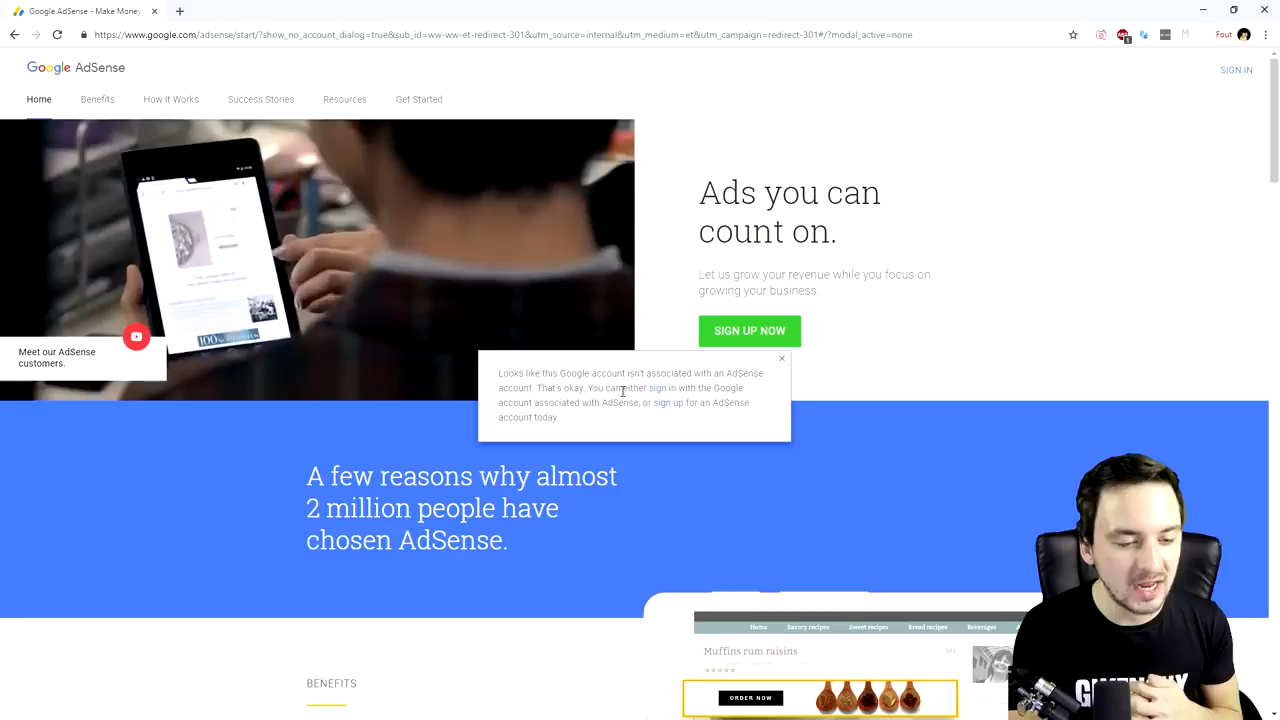 Google AdSense - Make Money
https://www.google.com/adsense/start/?show_no_account_dialog=true&sub_id=ww-ww-et-redirect-301&utm_source=internal&utm_medium=et&utm_campaign=redirect-301#/?modal_active=none
1
Fout
Google AdSense
SIGN IN
Home Benefits How It Works Success Stories Resources Get Started
Ads you can
count on.
Let us grow your revenue while you focus on
growing your business.
SIGN UP NOW
100
Meet our AdSense
customers.
Looks like this Google account isn't associated with an AdSense
account. That's okay. You can either sign in with the Google
account associated with AdSense, or sign up for an AdSense
account today.
A few reasons why almost
2 million people have
chosen AdSense.
BENEFITS
Home Savory recipes Sweet recipes Bread recipes Beverages
Muffins rum raisins
ORDER NOW